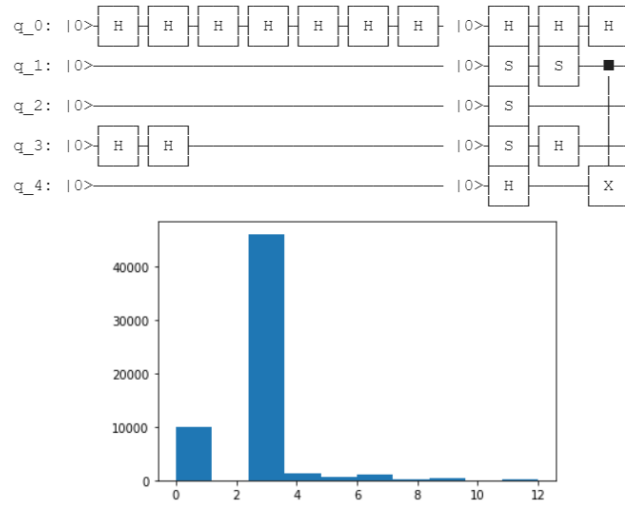 q_0: |0> H H H H H H H |0> H H H
q_1: |0> |0> S S
q_2: |0> |0> S
q_3: |0> H H |0> S H
q_4: |0> |0> H X
40000
30000
20000
10000
0
0 2 4 6 8 10 12